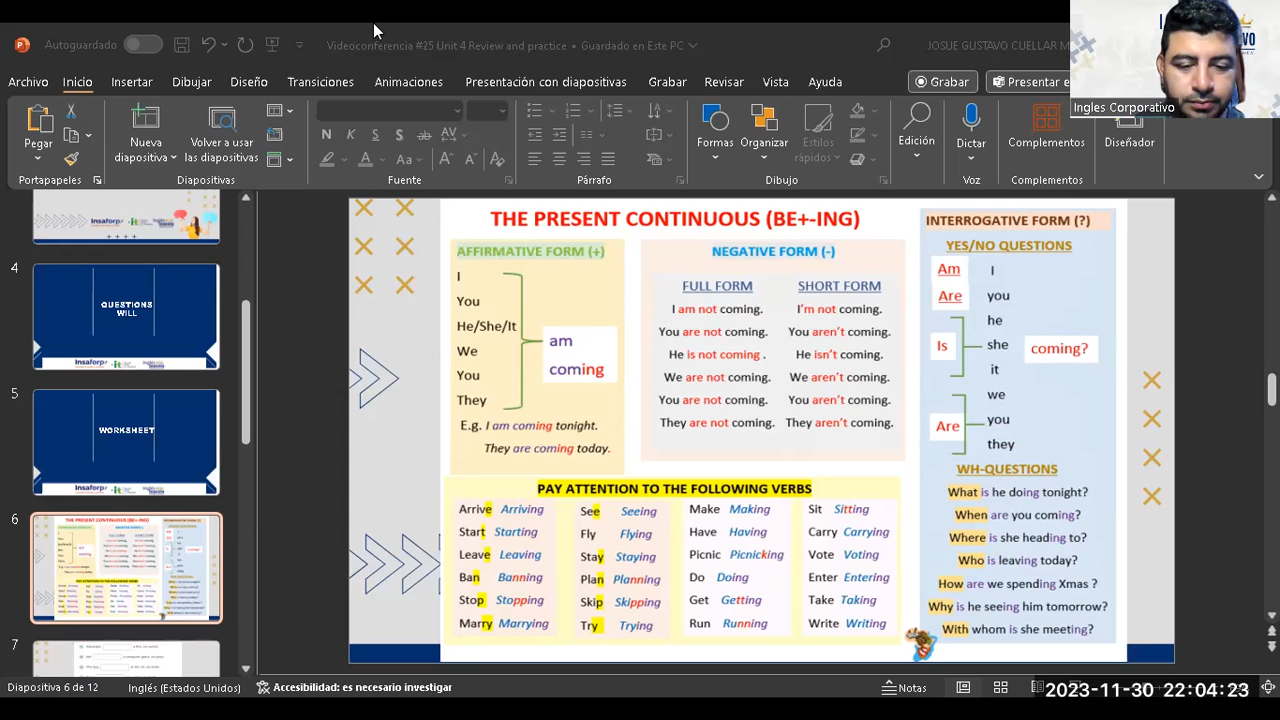 Autoguardado
Videoconferencia #25 Unit 4 Review and practice • Guardado en Este PC
JOSUE GUSTAVO CUELLAR
Archivo Inicio Insertar Dibujar Diseño Transiciones Animaciones Presentación con diapositivas Grabar Revisar Vista Ayuda
Grabar
Presentar e
Ingles Corporativo
Pegar
Nueva diapositiva
Volver a usar las diapositivas
N K S S ab AV
Aa A A
Formas
Organizar
Estilos rápidos
Edición
Dictar
Complementos
Diseñador
Portapapeles
Diapositivas
Fuente
Párrafo
Dibujo
Voz
Complementos
Insaforp
4
QUESTIONS
WILL
Insaforp
5
WORKSHEET
Insaforp
6
7
THE PRESENT CONTINUOUS (BE+-ING)
AFFIRMATIVE FORM (+)
I
You
He/She/It
We
You
They
am
coming
E.g. I am coming tonight.
They are coming today.
NEGATIVE FORM (-)
FULL FORM SHORT FORM
I am not coming. I'm not coming.
You are not coming. You aren't coming.
He is not coming . He isn't coming.
We are not coming. We aren't coming.
You are not coming. You aren't coming.
They are not coming. They aren't coming.
INTERROGATIVE FORM (?)
YES/NO QUESTIONS
Am I
Are you
he
Is she coming?
it
we
Are you
they
WH-QUESTIONS
What is he doing tonight?
When are you coming?
Where is she heading to?
Who is leaving today?
How are we spending Xmas ?
Why is he seeing him tomorrow?
With whom is she meeting?
PAY ATTENTION TO THE FOLLOWING VERBS
Arrive Arriving See Seeing Make Making Sit Sitting
Start Starting Fly Flying Have Having Carry Carrying
Leave Leaving Stay Staying Picnic Picnicking Vote Voting
Ban Banning Plan Planning Do Doing Enter Entering
Stop Stopping Skip Skipping Get Getting Take Taking
Marry Marrying Try Trying Run Running Write Writing
Diapositiva 6 de 12
Inglés (Estados Unidos)
Accesibilidad: es necesario investigar
Notas
2023-11-30 22:04:23